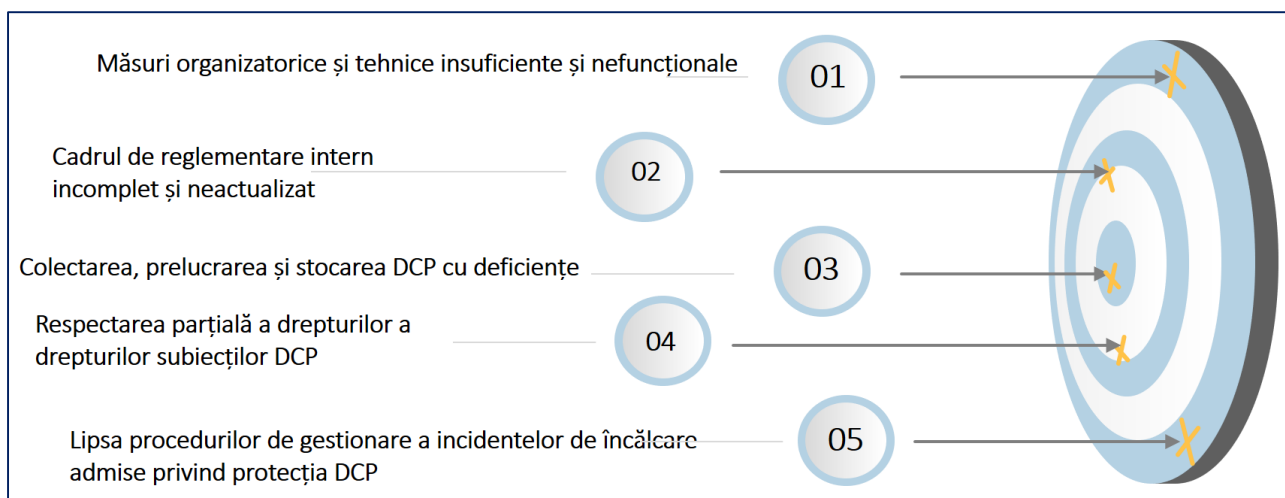 Măsuri organizatorice și tehnice insuficiente și nefuncționale
01
Cadrul de reglementare intern
incomplet și neactualizat
02
Colectarea, prelucrarea și stocarea DCP cu deficiențe
03
Respectarea parțială a drepturilor a
drepturilor subiecților DCP
04
Lipsa procedurilor de gestionare a incidentelor de încălcare
admise privind protecția DCP
05